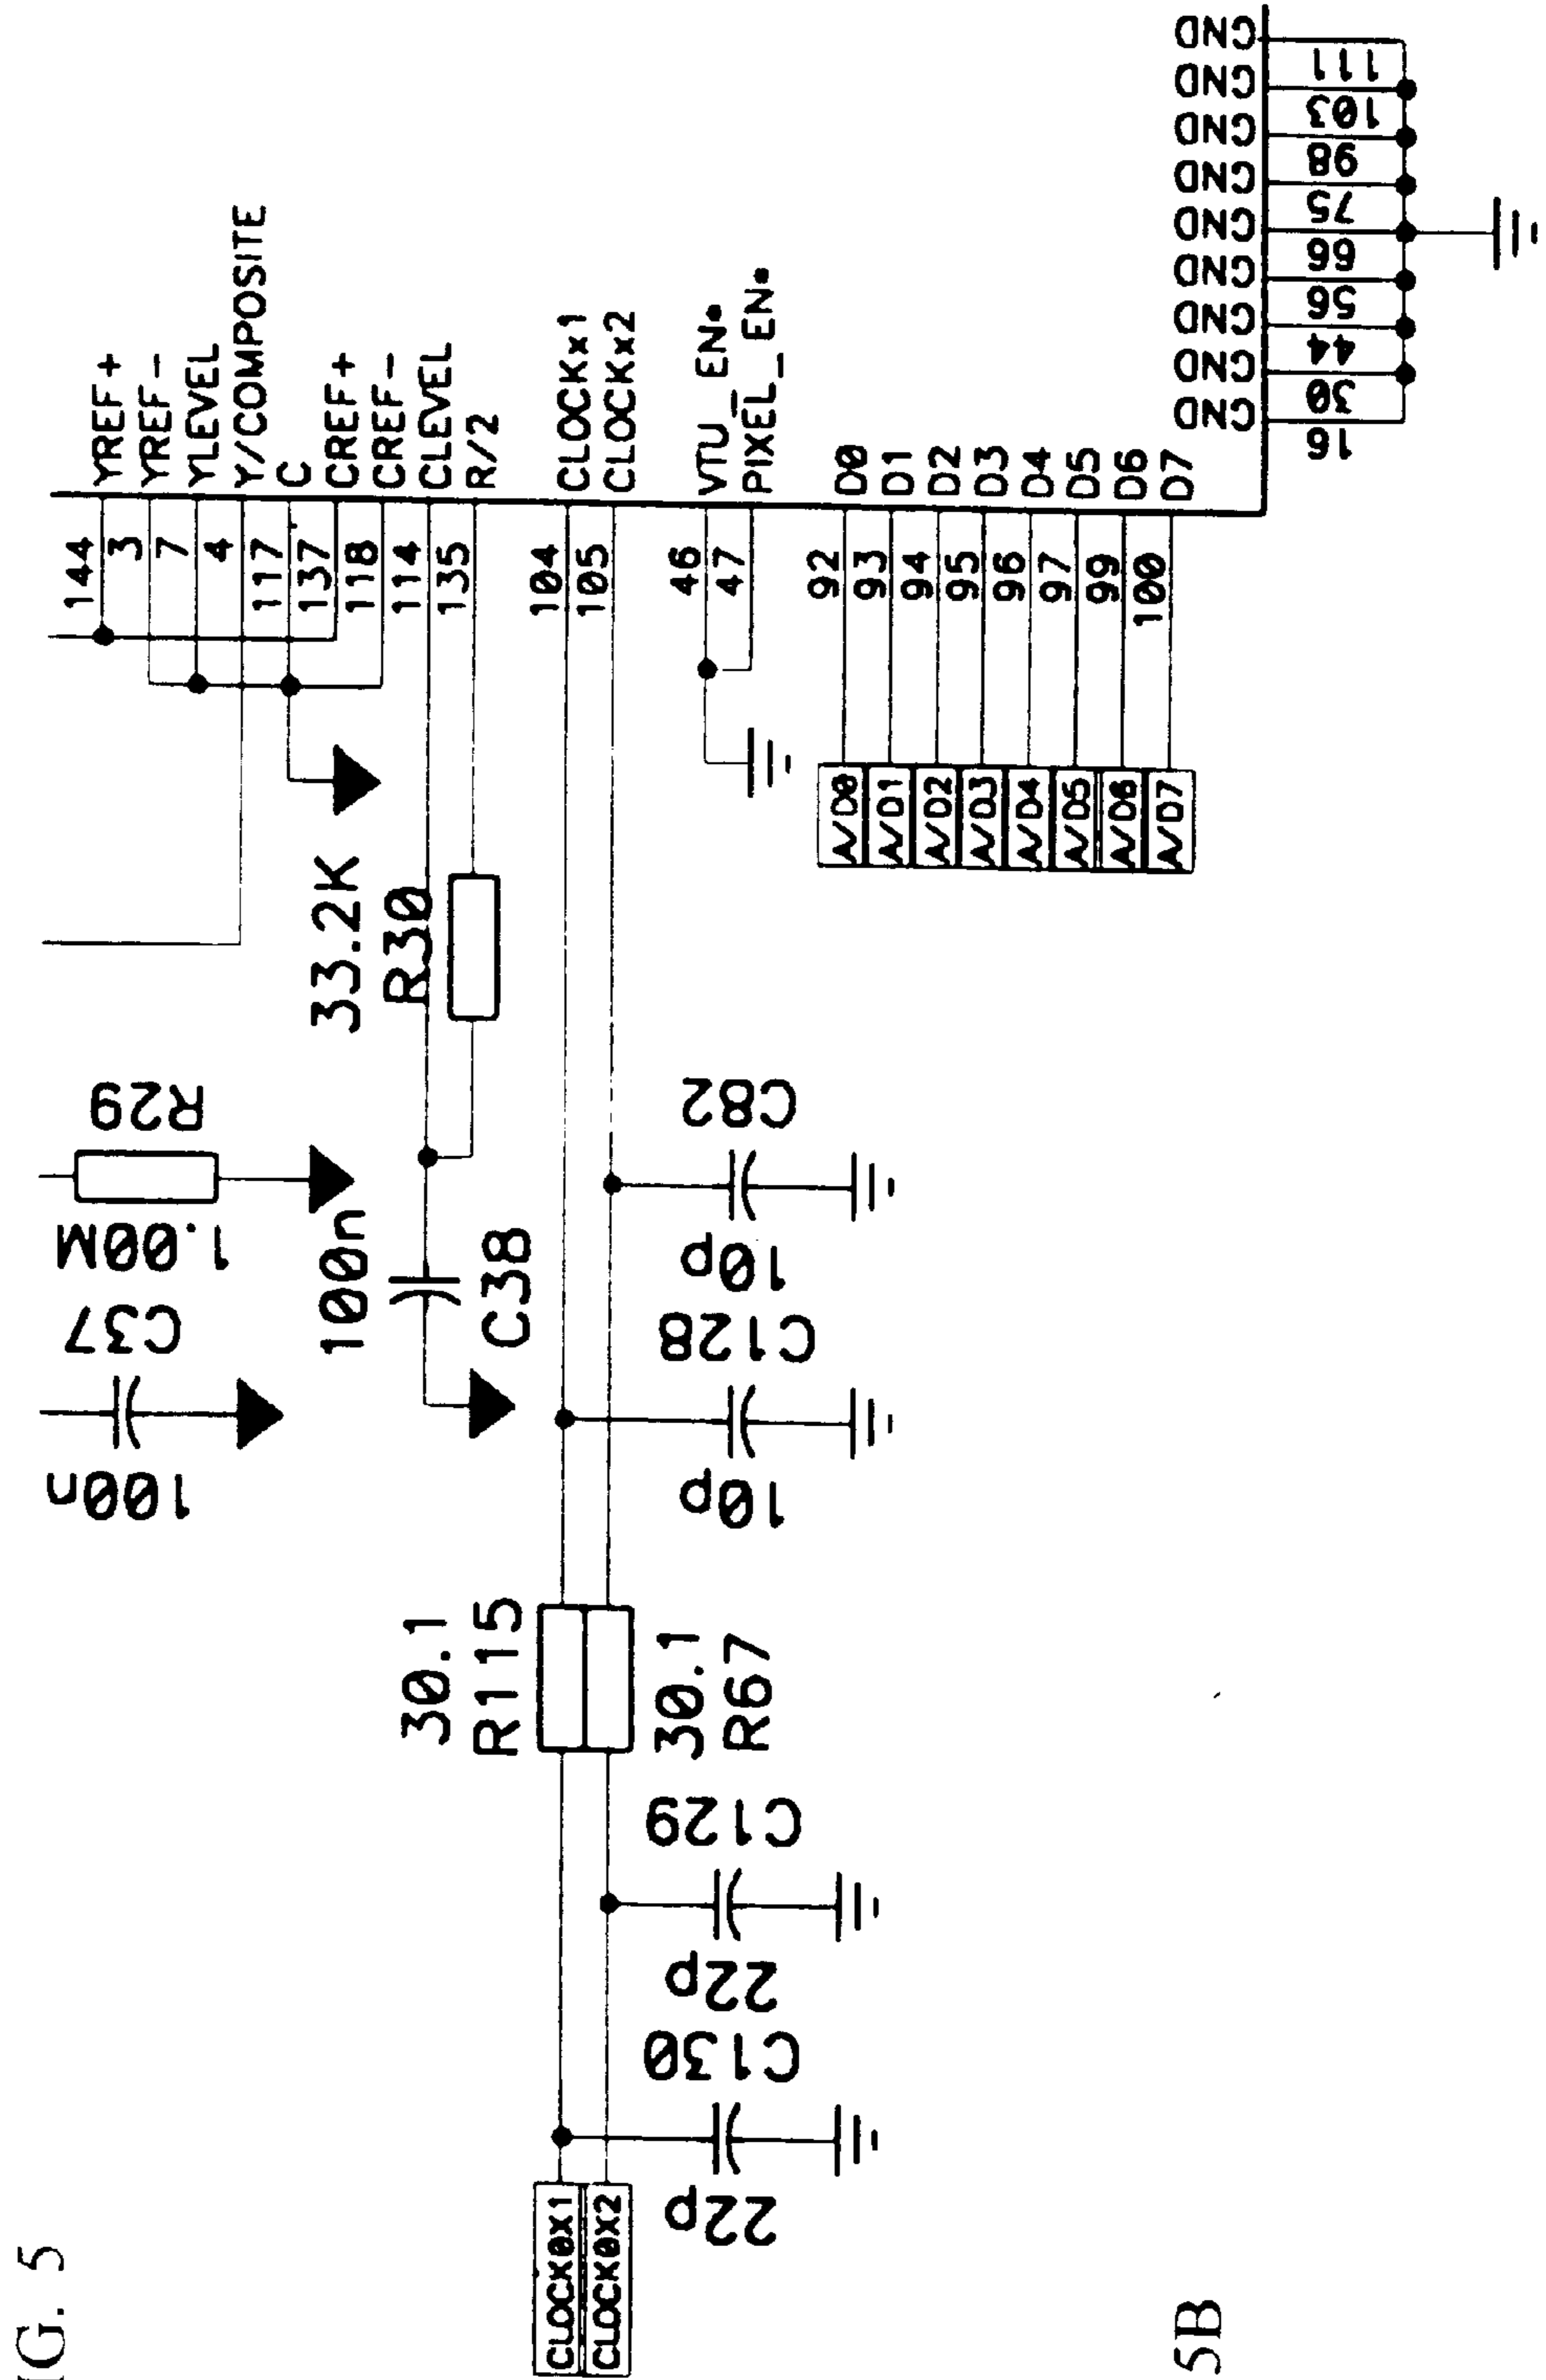 IG. 5
100n
C37
1.00M
R29
144
YREF+
3
YREF-
7
YLEVEL
4
Y/COMPOSITE
117
C
137
CREF+
118
CREF-
114
CLEVEL
135
R/2
33.2K
R30
100n
C38
104
CLOCKx1
105
CLOCKx2
CLOCK0X1
CLOCK0X2
30.1
R115
30.1
R67
22p
C130
22p
C129
10p
C128
10p
C82
46
VTU_EN*
47
PIXEL_EN*
A/D0
92
D0
A/D1
93
D1
A/D2
94
D2
A/D3
95
D3
A/D4
96
D4
A/D5
97
D5
A/D6
99
D6
A/D7
100
D7
GND
GND
GND
GND
GND
GND
GND
GND
GND
16
30
44
56
66
75
98
103
111
5B